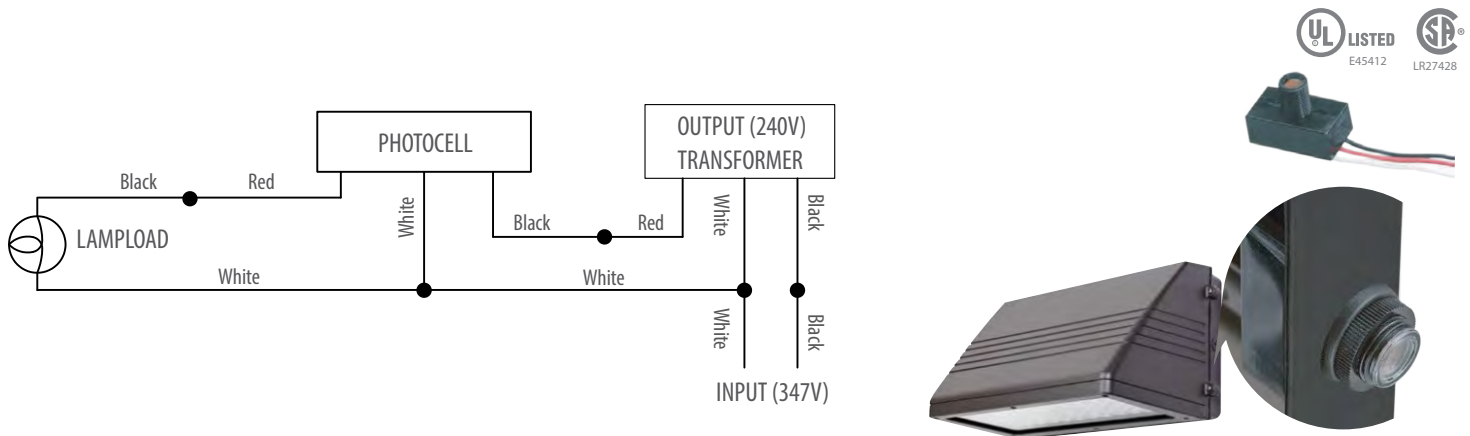 UL LISTED
E45412
SA ®
LR27428
PHOTOCELL
OUTPUT (240V)
TRANSFORMER
Black
Red
White
Black
Red
White
Black
LAMPLOAD
White
White
White
Black
INPUT (347V)